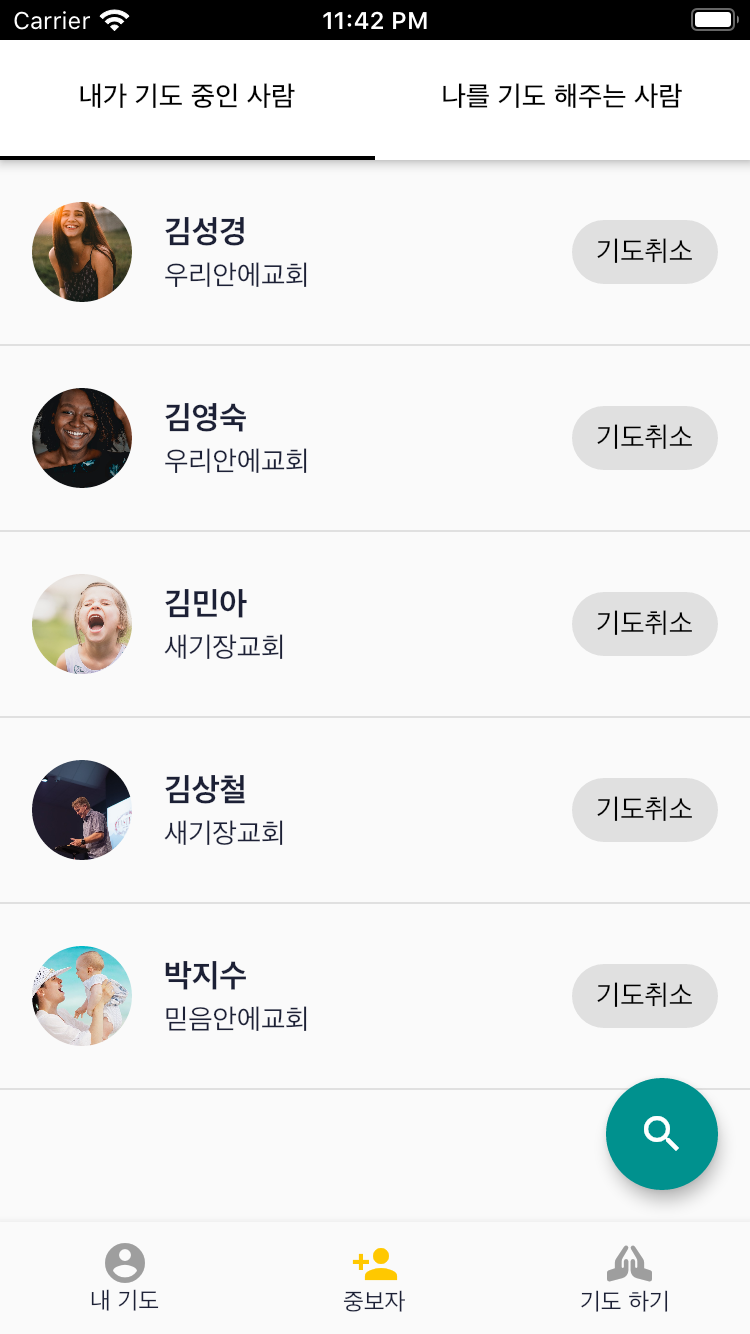 Carrier 11:42 PM
내가 기도 중인 사람 나를 기도 해주는 사람
김성경
우리안에교회
기도취소
김영숙
우리안에교회
기도취소
김민아
새기장교회
기도취소
김상철
새기장교회
기도취소
박지수
믿음안에교회
기도취소
내 기도 중보자 기도 하기